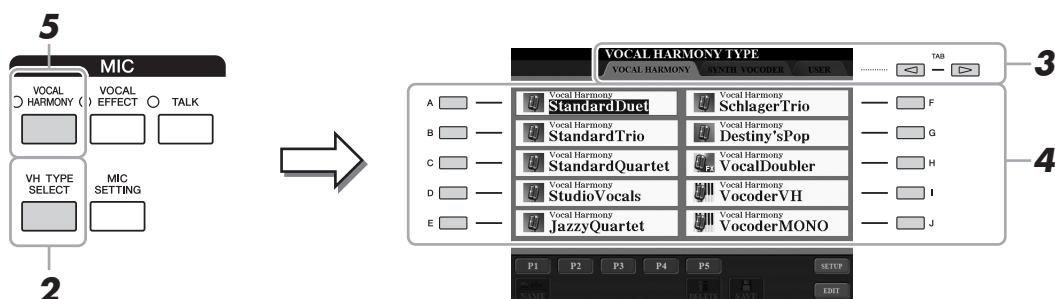 5
MIC
VOCAL HARMONY
VOCAL EFFECT
TALK
VH TYPE SELECT
MIC SETTING
2
VOCAL HARMONY TYPE
VOCAL HARMONY
SYNTH VOCODER
USER
TAB
3
A
Vocal Harmony
StandardDuet
Vocal Harmony
SchlagerTrio
F
B
Vocal Harmony
StandardTrio
Vocal Harmony
Destiny'sPop
G
C
Vocal Harmony
StandardQuartet
Vocal Harmony
VocalDoubler
H
4
D
Vocal Harmony
StudioVocals
Vocal Harmony
VocoderVH
I
E
Vocal Harmony
JazzyQuartet
Vocal Harmony
VocoderMONO
J
P1 P2 P3 P4 P5
SETUP
NAME
DELETE
SAVE
EDIT